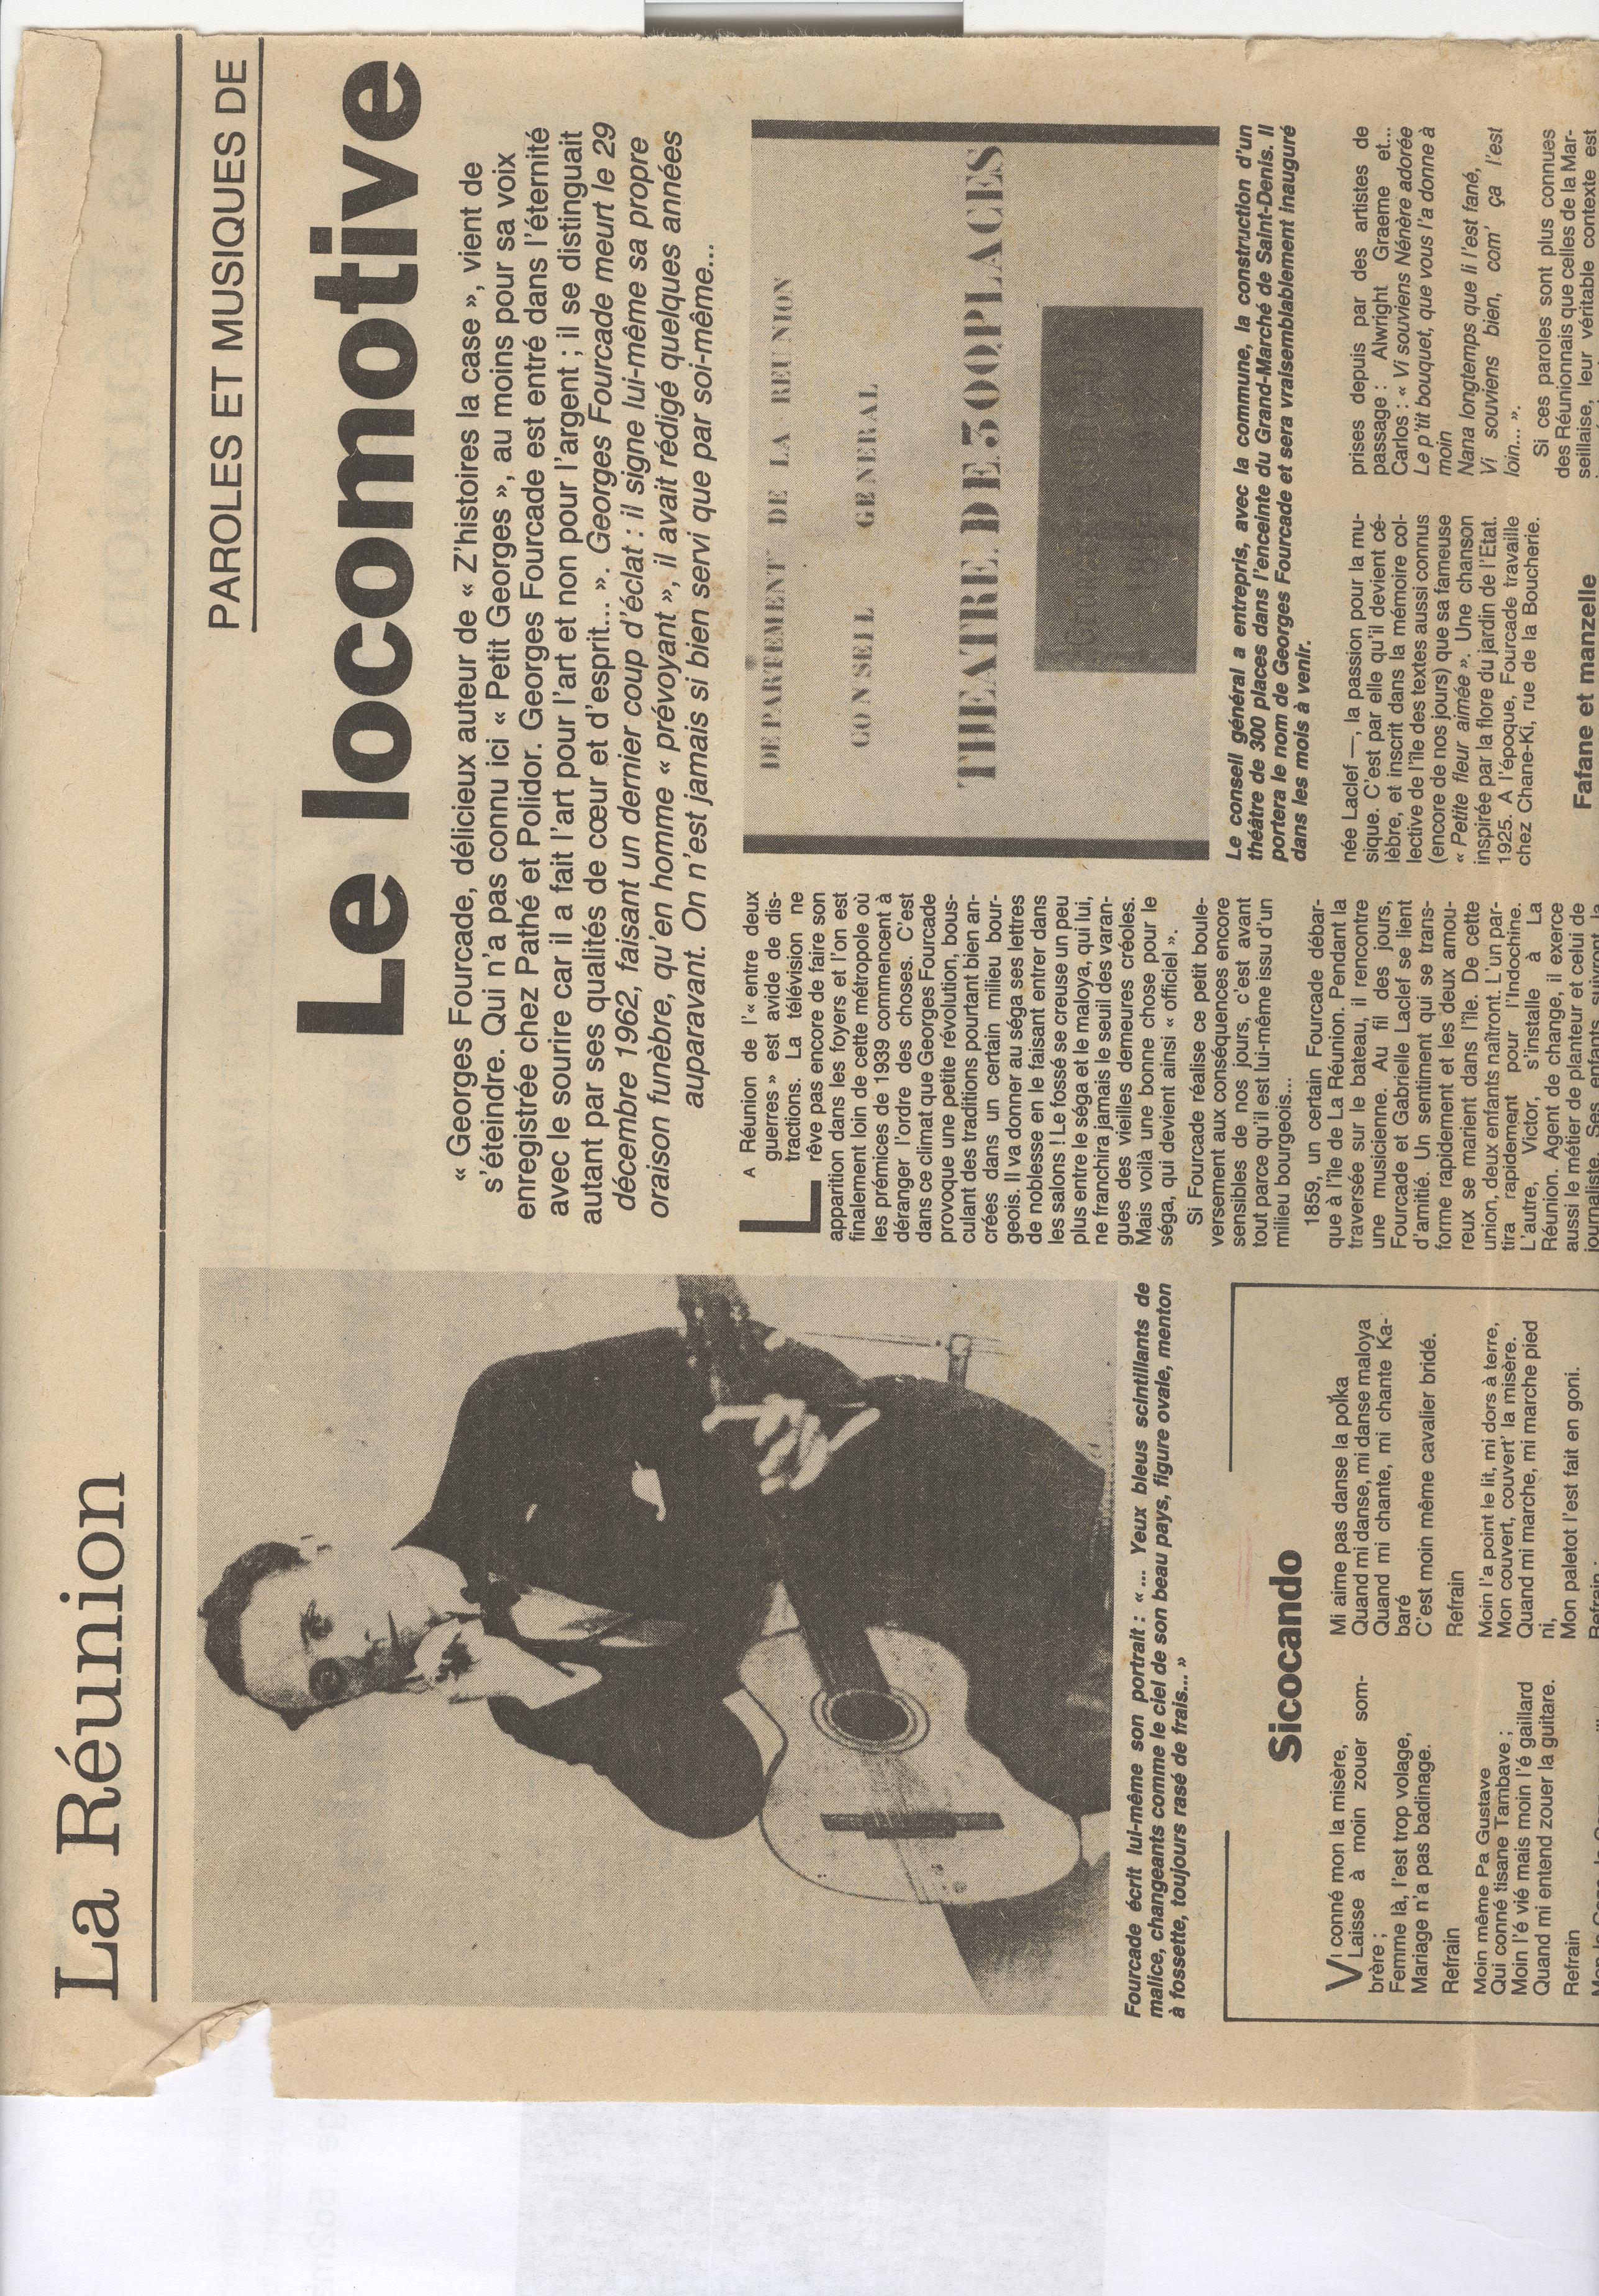 La Réunion
PAROLES ET MUSIQUES DE
Le locomotive
« Georges Fourcade, délicieux auteur de « Z'histoires la case », vient de
s'éteindre. Qui n'a pas connu ici « Petit Georges », au moins pour sa voix
enregistrée chez Pathé et Polidor. Georges Fourcade est entré dans l'éternité
avec le sourire car il a fait l'art pour l'art et non pour l'argent ; il se distinguait
autant par ses qualités de cœur et d'esprit... ». Georges Fourcade meurt le 29
décembre 1962, faisant un dernier coup d'éclat : il signe lui-même sa propre
oraison funèbre, qu'en homme « prévoyant », il avait rédigé quelques années
auparavant. On n'est jamais si bien servi que par soi-même...
Fourcade écrit lui-même son portrait : « ... Yeux bleus scintillants de
malice, changeants comme le ciel de son beau pays, figure ovale, menton
à fossette, toujours rasé de frais... »
Sicocando
Vi conné mon la misère,
Laisse à moin zouer som-
brère ;
Femme là, l'est trop volage,
Mariage n'a pas badinage.
Refrain
Moin même Pa Gustave
Qui conné tisane Tambave ;
Moin l'é vié mais moin l'é gaillard
Quand mi entend zouer la guitare.
Refrain
Mi aime pas danse la polka
Quand mi danse, mi danse maloya
Quand mi chante, mi chante Ka-
baré
C'est moin même cavalier bridé.
Refrain
Moin l'a point le lit, mi dors à terre,
Mon couvert, couvert' la misère.
Quand mi marche, mi marche pied
ni,
Mon paletot l'est fait en goni.
Refrain :
LA Réunion de l'« entre deux
guerres » est avide de dis-
tractions. La télévision ne
rêve pas encore de faire son
apparition dans les foyers et l'on est
finalement loin de cette métropole où
les prémices de 1939 commencent à
déranger l'ordre des choses. C'est
dans ce climat que Georges Fourcade
provoque une petite révolution, bous-
culant des traditions pourtant bien an-
crées dans un certain milieu bour-
geois. Il va donner au séga ses lettres
de noblesse en le faisant entrer dans
les salons ! Le fossé se creuse un peu
plus entre le séga et le maloya, qui lui,
ne franchira jamais le seuil des varan-
gues des vieilles demeures créoles.
Mais voilà une bonne chose pour le
séga, qui devient ainsi « officiel ».
Si Fourcade réalise ce petit boule-
versement aux conséquences encore
sensibles de nos jours, c'est avant
tout parce qu'il est lui-même issu d'un
milieu bourgeois...
1859, un certain Fourcade débar-
que à l'île de La Réunion. Pendant la
traversée sur le bateau, il rencontre
une musicienne. Au fil des jours,
Fourcade et Gabrielle Laclef se lient
d'amitié. Un sentiment qui se trans-
forme rapidement et les deux amou-
reux se marient dans l'île. De cette
union, deux enfants naîtront. L'un par-
tira rapidement pour l'Indochine.
L'autre, Victor, s'installe à La
Réunion. Agent de change, il exerce
aussi le métier de planteur et celui de
journaliste. Ses enfants suivront la
DEPARTEMENT DE LA REUNION
CONSEIL GENERAL
THEATRE DE 300 PLACES
Le conseil général a entrepris, avec la commune, la construction d'un
théâtre de 300 places dans l'enceinte du Grand-Marché de Saint-Denis. Il
portera le nom de Georges Fourcade et sera vraisemblablement inauguré
dans les mois à venir.
née Laclef —, la passion pour la mu-
sique. C'est par elle qu'il devient cé-
lèbre, et inscrit dans la mémoire col-
lective de l'île des textes aussi connus
(encore de nos jours) que sa fameuse
« Petite fleur aimée ». Une chanson
inspirée par la flore du jardin de l'Etat.
1925. A l'époque, Fourcade travaille
chez Chane-Ki, rue de la Boucherie.
Fafane et manzelle
prises depuis par des artistes de
passage : Alwright Graeme et...
Carlos : « Vi souviens Nénère adorée
Le p'tit bouquet, que vous l'a donne à
moin
Nana longtemps que li l'est fané,
Vi souviens bien, com' ça l'est
loin... ».
Si ces paroles sont plus connues
des Réunionnais que celles de la Mar-
seillaise, leur véritable contexte est